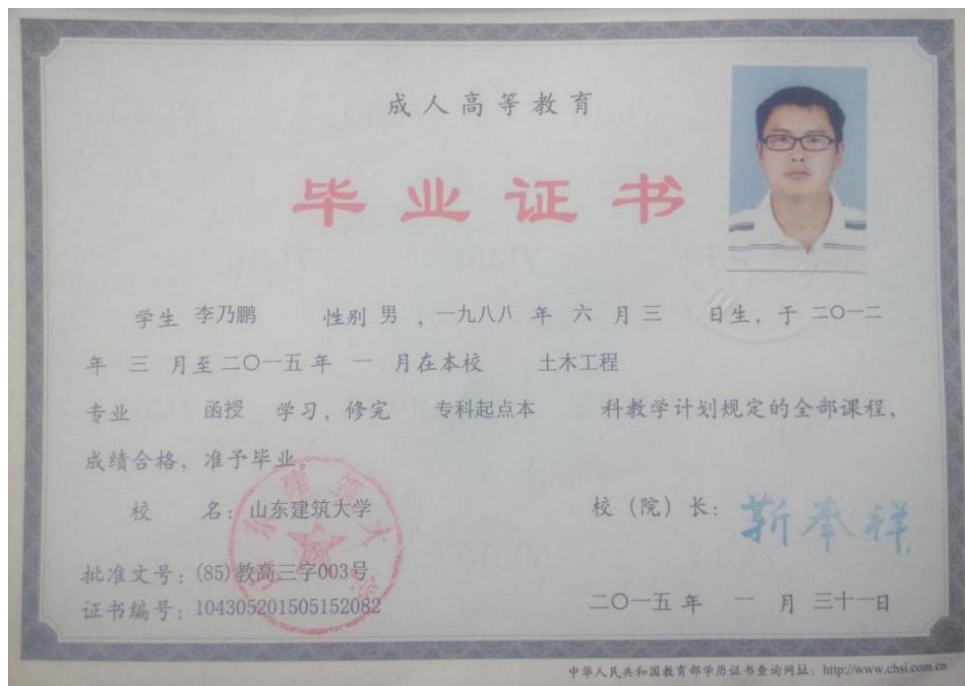 成人高等教育
毕业证书
学生 李乃鹏 性别 男 ，一九八八 年 六 月 三 日生，于 二〇一二
年 三 月至 二〇一五 年 一 月在本校 土木工程
专业 函授 学习，修完 专科起点本 科教学计划规定的全部课程，
成绩合格，准予毕业。
校 名：山东建筑大学
校（院）长：靳奉祥
批准文号：(85)教高三字003号
证书编号：104305201505152082
二〇一五 年 一 月 三十一日
中华人民共和国教育部学历证书查询网址：http://www.chsi.com.cn